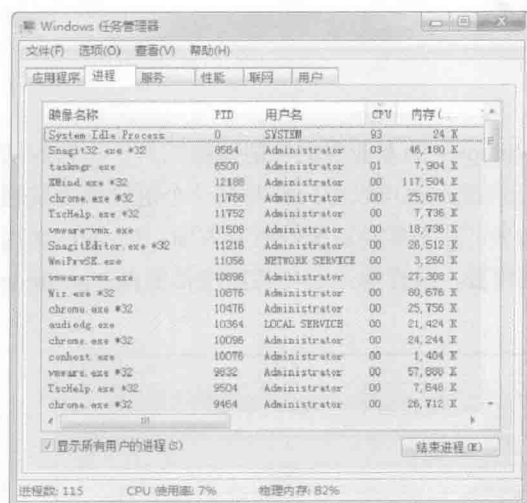 Windows 任务管理器
文件(F) 选项(O) 查看(V) 帮助(H)
应用程序 进程 服务 性能 联网 用户
映像名称 PID 用户名 CPU 内存(...
System Idle Process 0 SYSTEM 93 24 K
Snagit32.exe *32 8564 Administrator 03 46,180 K
taskmgr.exe 6500 Administrator 01 7,904 K
XMind.exe *32 12188 Administrator 00 117,504 K
chrome.exe *32 11768 Administrator 00 25,676 K
TscHelp.exe *32 11752 Administrator 00 7,736 K
vmware-vmx.exe 11508 Administrator 00 18,736 K
SnagitEditor.exe *32 11216 Administrator 00 26,512 K
WmiPrvSE.exe 11056 NETWORK SERVICE 00 3,260 K
vmware-vmx.exe 10896 Administrator 00 27,308 K
Wiz.exe *32 10876 Administrator 00 80,676 K
chrome.exe *32 10476 Administrator 00 25,756 K
audiodg.exe 10364 LOCAL SERVICE 00 21,424 K
chrome.exe *32 10096 Administrator 00 24,244 K
conhost.exe 10076 Administrator 00 1,404 K
vmware.exe *32 9832 Administrator 00 57,888 K
TscHelp.exe *32 9504 Administrator 00 7,648 K
chrome.exe *32 9464 Administrator 00 26,712 K
显示所有用户的进程(S) 结束进程(E)
进程数: 115 CPU 使用率: 7% 物理内存: 82%